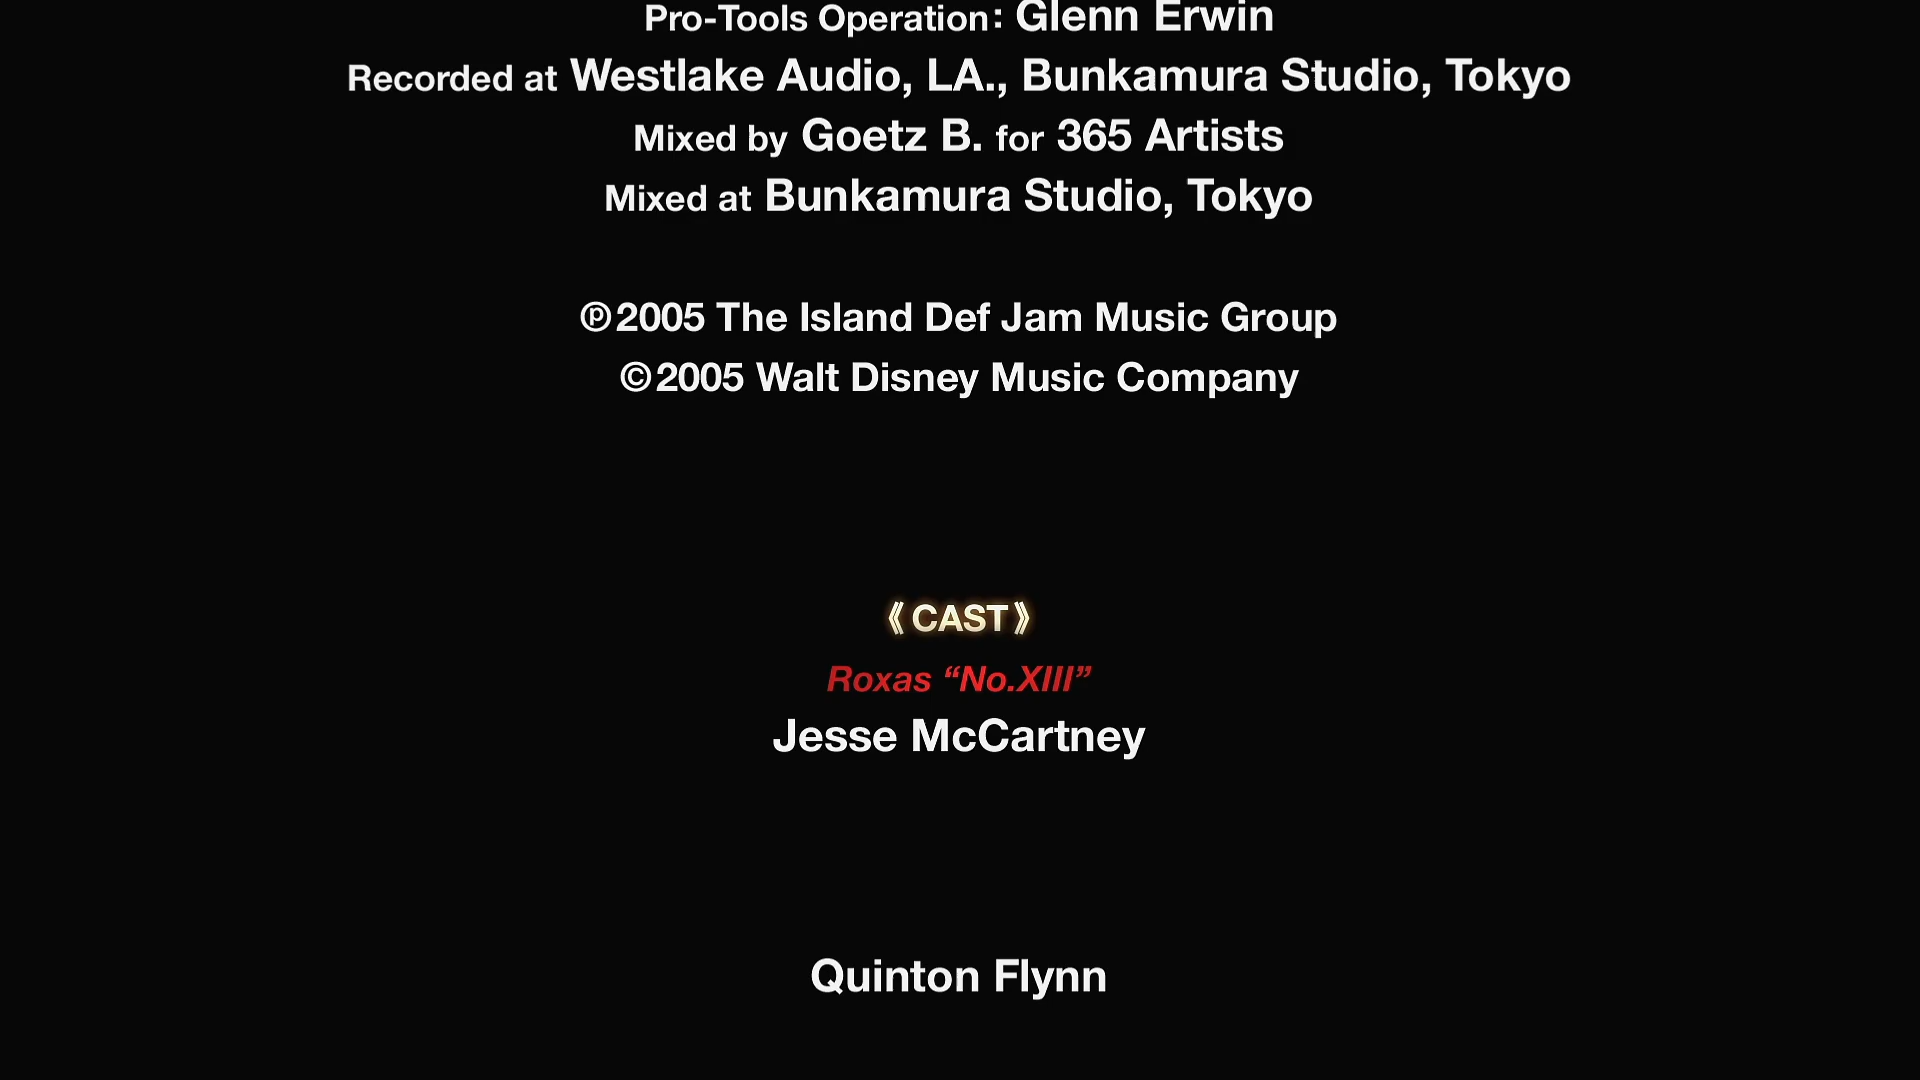 Pro-Tools Operation: Glenn Erwin
Recorded at Westlake Audio, LA., Bunkamura Studio, Tokyo
Mixed by Goetz B. for 365 Artists
Mixed at Bunkamura Studio, Tokyo
℗2005 The Island Def Jam Music Group
©2005 Walt Disney Music Company
《CAST》
Roxas “No.XIII”
Jesse McCartney
Quinton Flynn